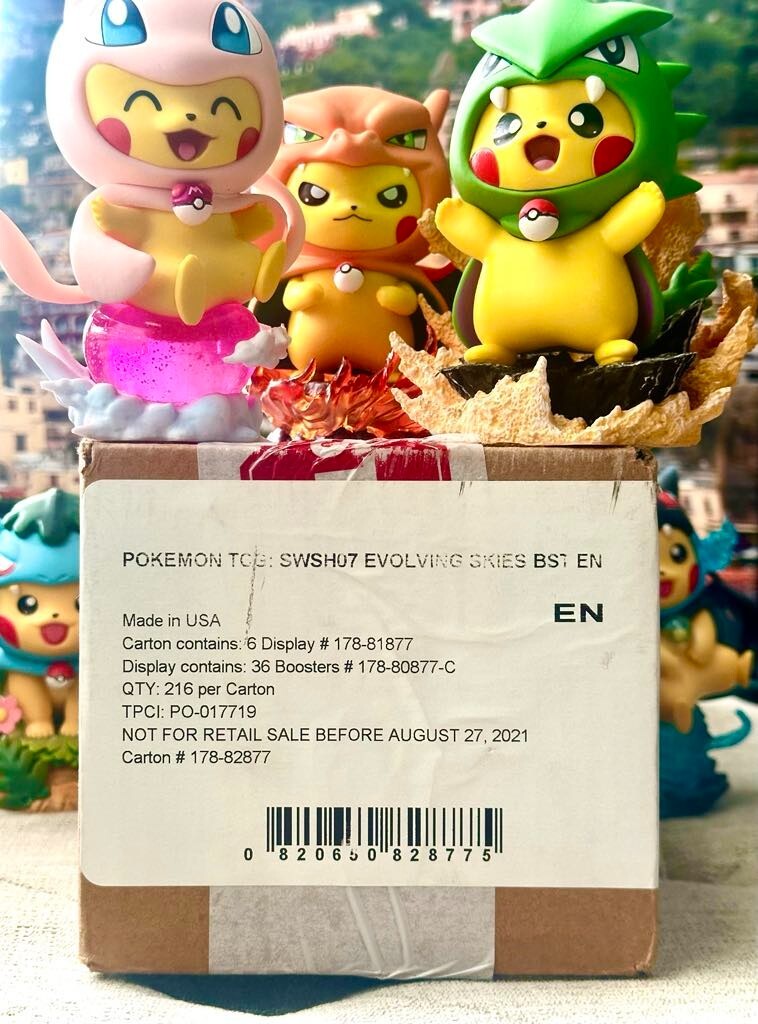 POKEMON TCG: SWSH07 EVOLVING SKIES BST EN
EN
Made in USA
Carton contains: 6 Display # 178-81877
Display contains: 36 Boosters # 178-80877-C
QTY: 216 per Carton
TPCI: PO-017719
NOT FOR RETAIL SALE BEFORE AUGUST 27, 2021
Carton # 178-82877
0 820650 828775